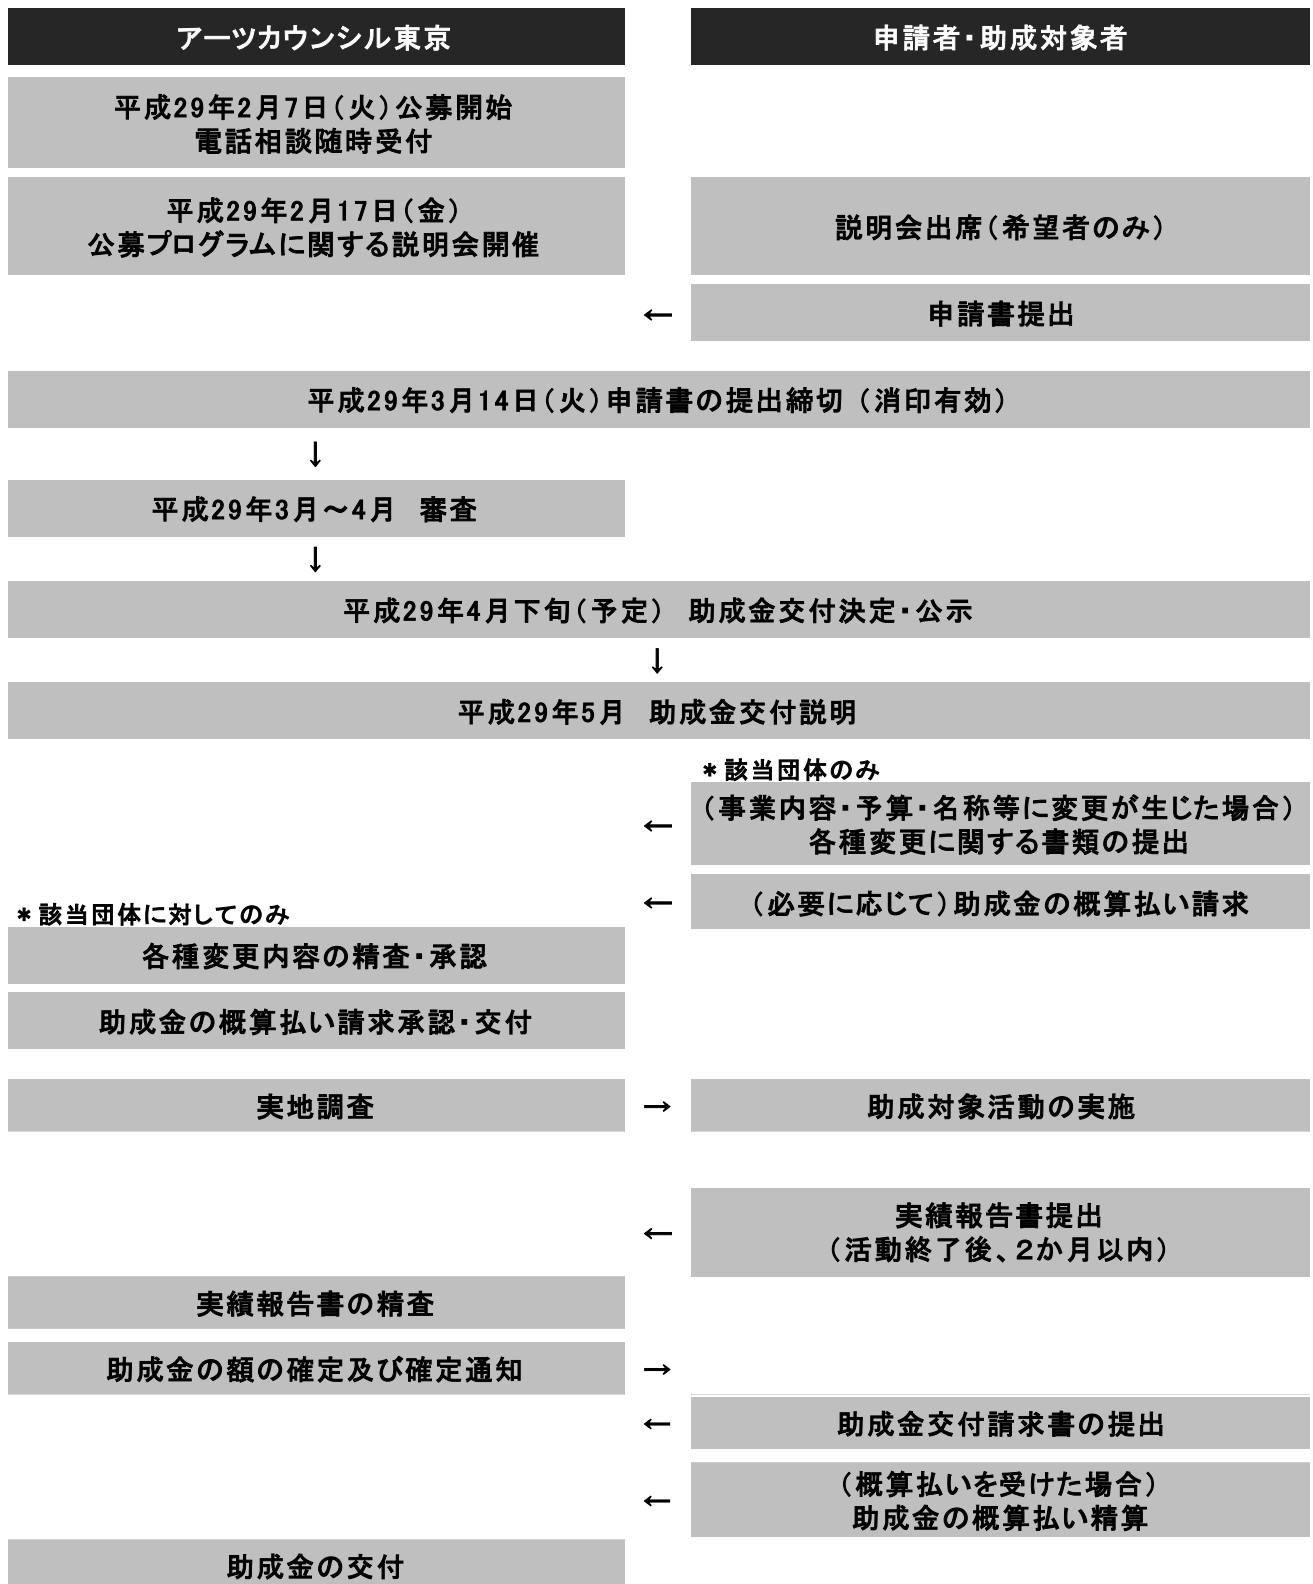 アーツカウンシル東京
申請者・助成対象者
平成29年2月7日（火）公募開始
電話相談随時受付
平成29年2月17日（金）
公募プログラムに関する説明会開催
説明会出席（希望者のみ）
←
申請書提出
平成29年3月14日（火）申請書の提出締切（消印有効）
↓
平成29年3月～4月　審査
↓
平成29年4月下旬（予定）　助成金交付決定・公示
↓
平成29年5月　助成金交付説明
＊該当団体のみ
（事業内容・予算・名称等に変更が生じた場合）
←
各種変更に関する書類の提出
←
（必要に応じて）助成金の概算払い請求
＊該当団体に対してのみ
各種変更内容の精査・承認
助成金の概算払い請求承認・交付
実地調査
→
助成対象活動の実施
実績報告書提出
←
（活動終了後、２か月以内）
実績報告書の精査
助成金の額の確定及び確定通知
→
←
助成金交付請求書の提出
（概算払いを受けた場合）
←
助成金の概算払い精算
助成金の交付